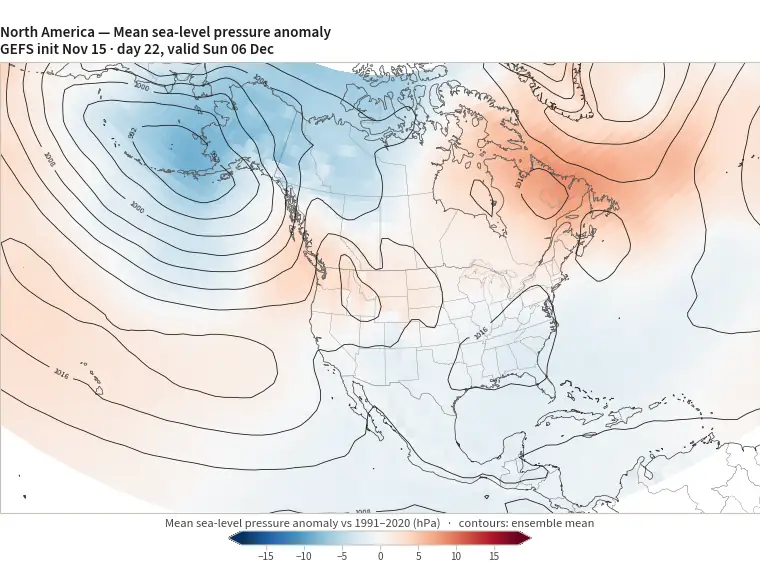 North America — Mean sea-level pressure anomaly
GEFS init Nov 15 · day 22, valid Sun 06 Dec
1000
1008
1000
1016
1016
1016
1008
Mean sea-level pressure anomaly vs 1991–2020 (hPa) · contours: ensemble mean
−15 −10 −5 0 5 10 15